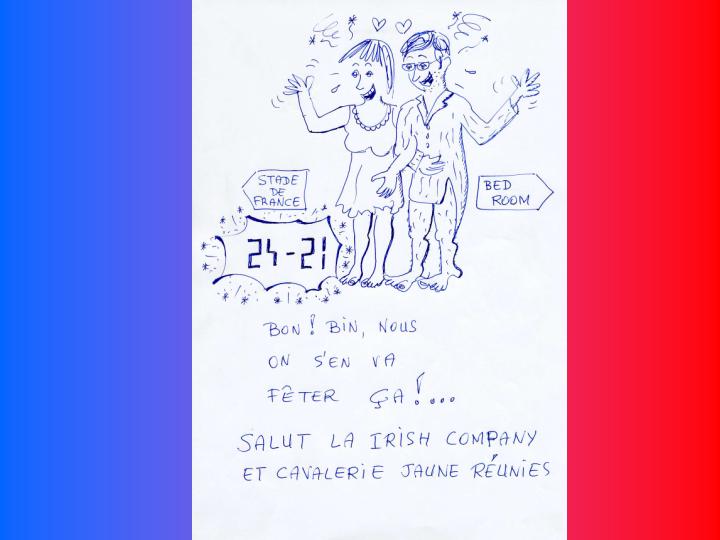 STADE
DE
FRANCE
BED
ROOM
24-21
BON! BIN, NOUS
ON S'EN VA
FÊTER ÇA!...
SALUT LA IRISH COMPANY
ET CAVALERIE JAUNE RÉUNIES